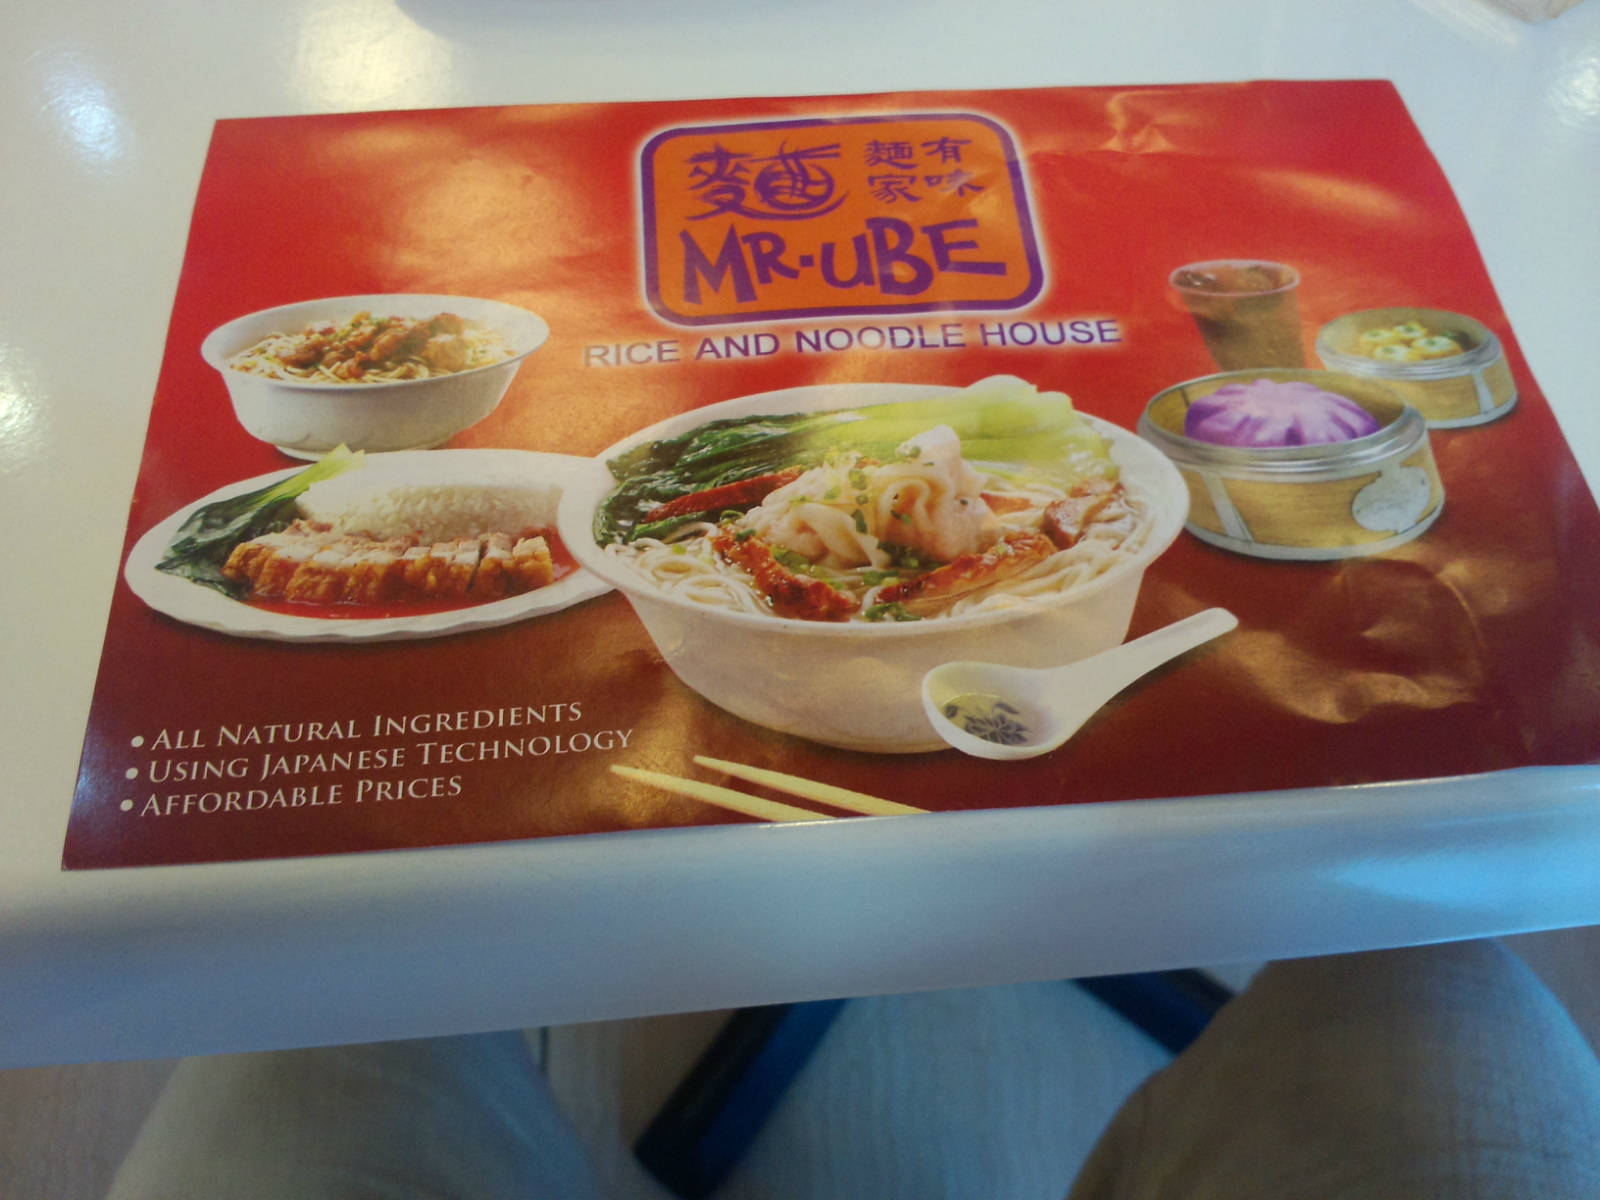 麵
麵有
家味
MR·UBE
RICE AND NOODLE HOUSE
• ALL NATURAL INGREDIENTS
• USING JAPANESE TECHNOLOGY
• AFFORDABLE PRICES